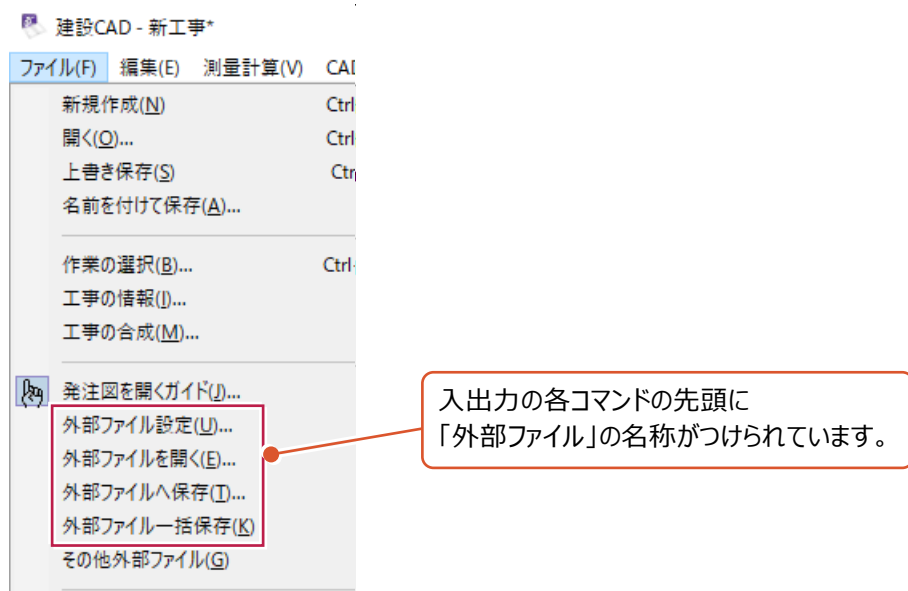 建設CAD - 新工事*
ファイル(F) 編集(E) 測量計算(V) CAD
新規作成(N) Ctrl
開く(O)... Ctrl
上書き保存(S) Ctr
名前を付けて保存(A)...
作業の選択(B)... Ctrl
工事の情報(I)...
工事の合成(M)...
発注図を開くガイド(J)...
外部ファイル設定(U)...
外部ファイルを開く(E)...
外部ファイルへ保存(T)...
外部ファイル一括保存(K)
その他外部ファイル(G)
入出力の各コマンドの先頭に
「外部ファイル」の名称がつけられています。